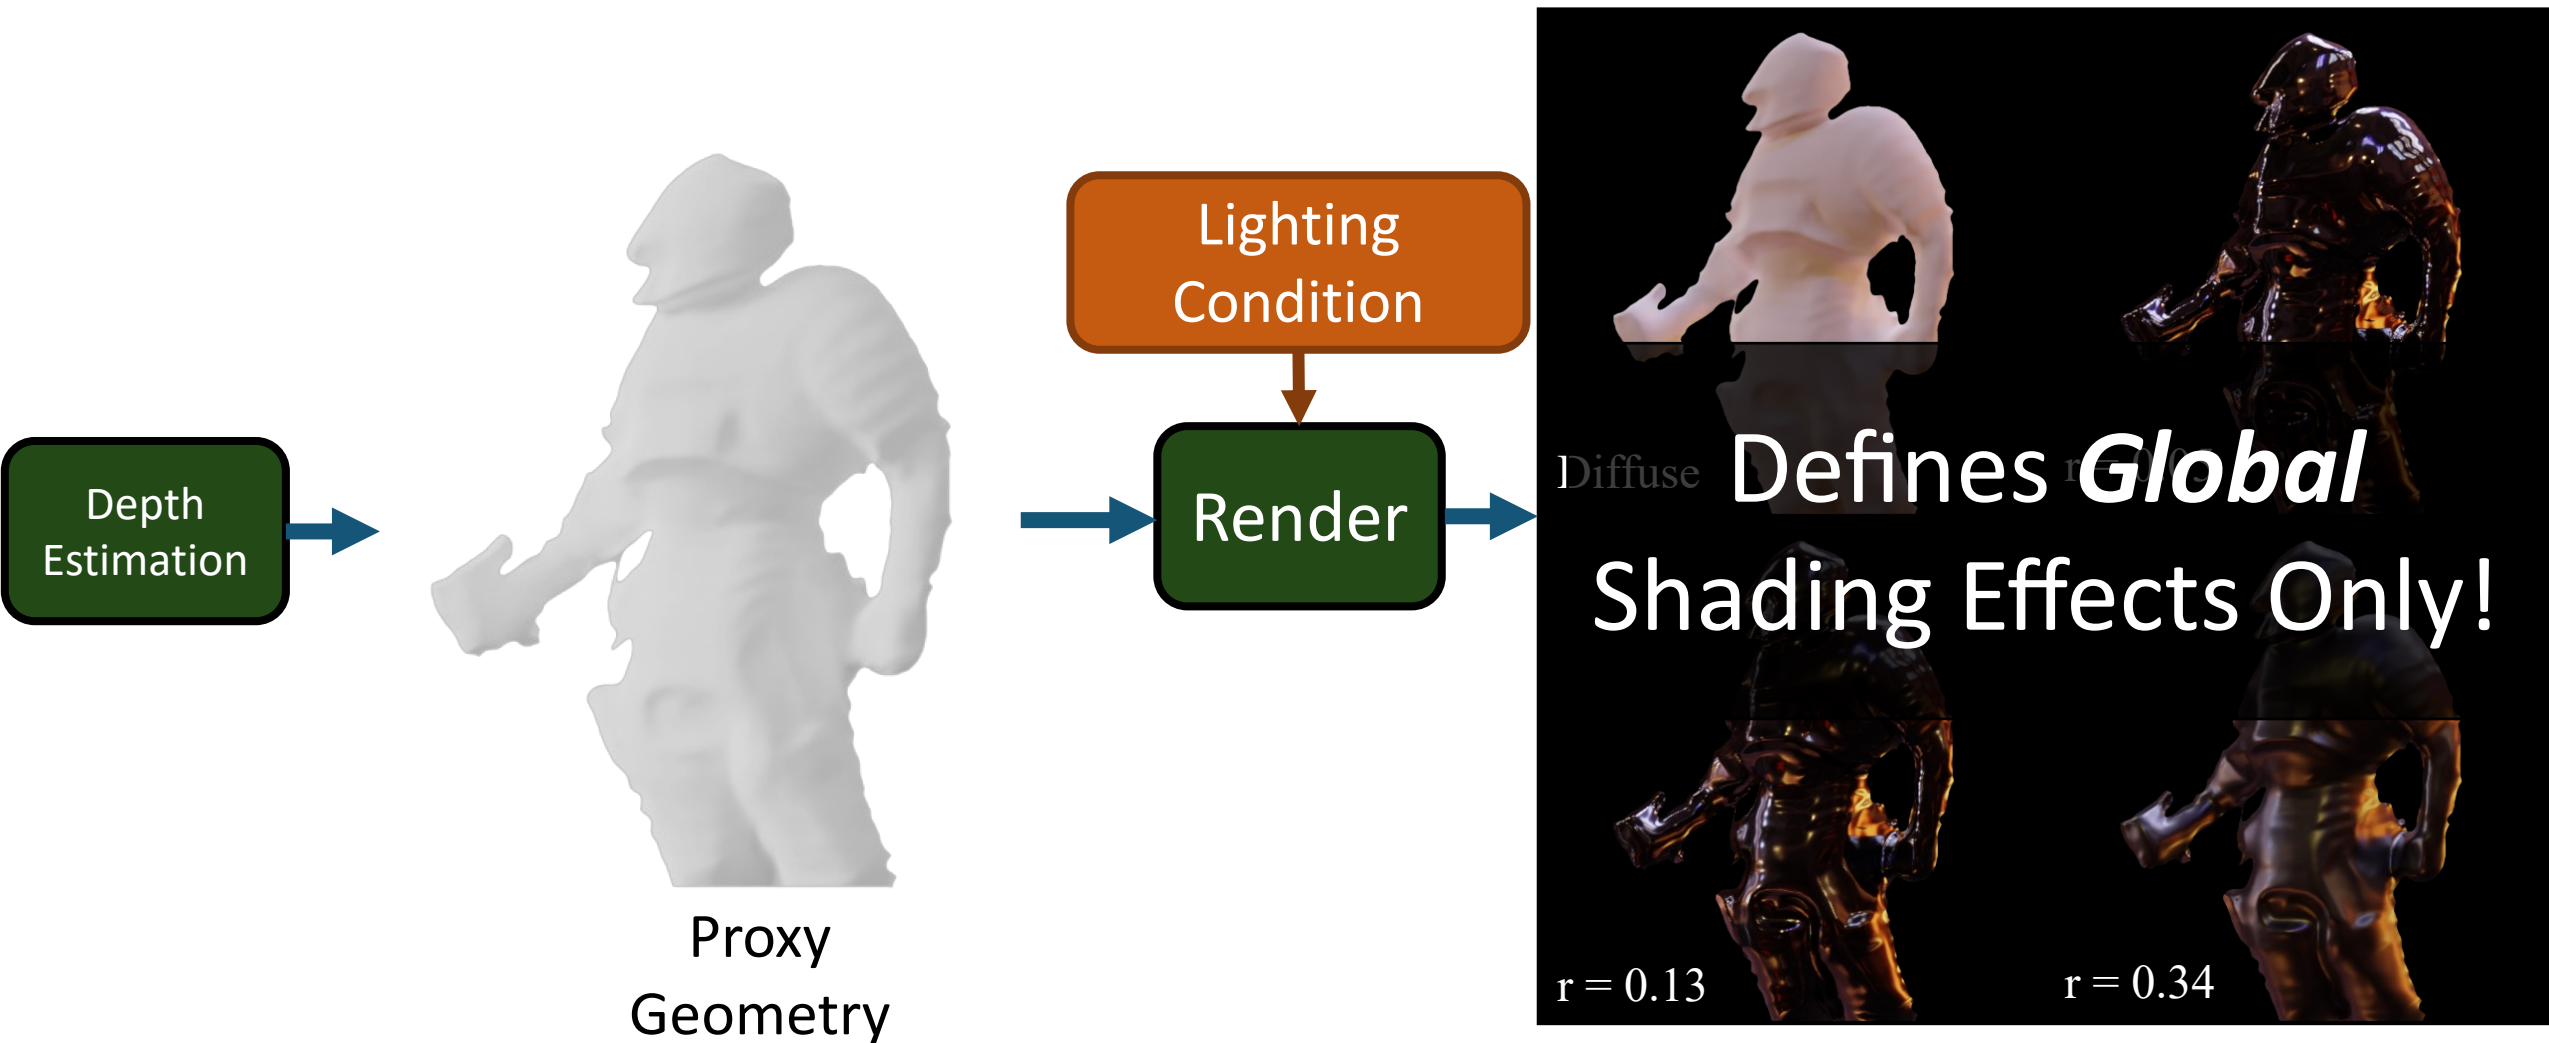 Depth
Estimation
Proxy
Geometry
Lighting
Condition
Render
Diffuse
Defines Global
Shading Effects Only!
r = 0.13
r = 0.34